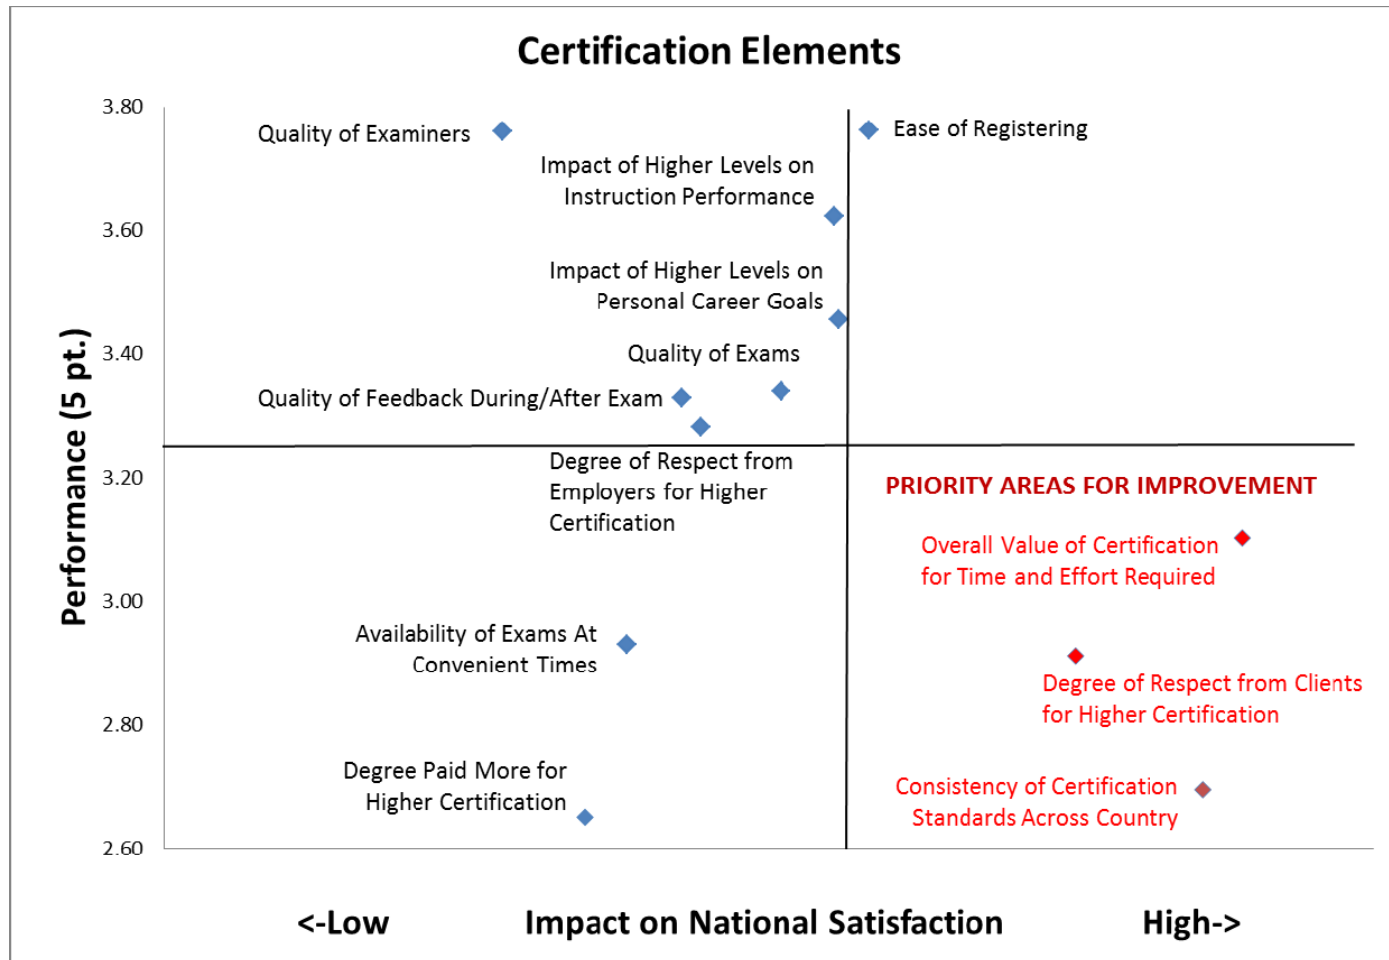 Certification Elements
3.80
Quality of Examiners
Ease of Registering
Impact of Higher Levels on
Instruction Performance
3.60
Impact of Higher Levels on
Personal Career Goals
3.40
Quality of Exams
Quality of Feedback During/After Exam
Performance (5 pt.)
Degree of Respect from
Employers for Higher
Certification
3.20
PRIORITY AREAS FOR IMPROVEMENT
Overall Value of Certification
for Time and Effort Required
3.00
Availability of Exams At
Convenient Times
Degree of Respect from Clients
for Higher Certification
2.80
Degree Paid More for
Higher Certification
Consistency of Certification
Standards Across Country
2.60
<-Low
Impact on National Satisfaction
High->